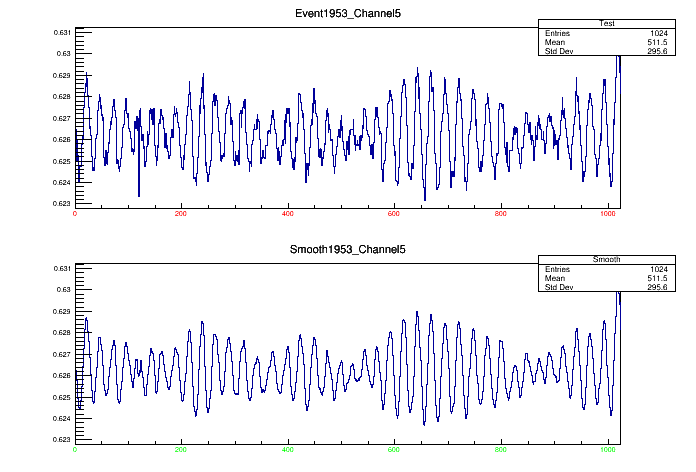 Event1953_Channel5
Test
Entries 1024
Mean 511.5
Std Dev 295.6
0.631
0.63
0.629
0.628
0.627
0.626
0.625
0.624
0.623
0 200 400 600 800 1000
Smooth1953_Channel5
Smooth
Entries 1024
Mean 511.5
Std Dev 295.6
0.631
0.63
0.629
0.628
0.627
0.626
0.625
0.624
0.623
0 200 400 600 800 1000